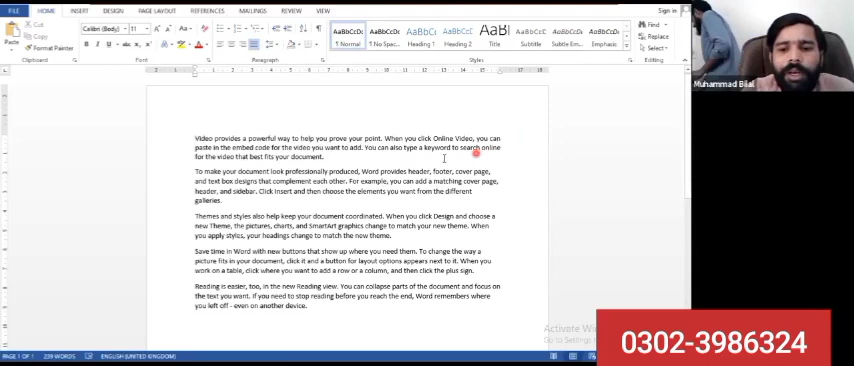 FILE HOME INSERT DESIGN PAGE LAYOUT REFERENCES MAILINGS REVIEW VIEW Sign in
Cut
Copy
Format Painter
Paste
Clipboard
Calibri (Body) 11
Font
Paragraph
AaBbCcDc AaBbCcDc AaBbC AaBbCc AaBl AaBbCcD AaBbCcDc AaBbCcDc
¶ Normal ¶ No Spac... Heading 1 Heading 2 Title Subtitle Subtle Em... Emphasis
Styles
Find
Replace
Select
Editing
Muhammad Bilal
Video provides a powerful way to help you prove your point. When you click Online Video, you can
paste in the embed code for the video you want to add. You can also type a keyword to search online
for the video that best fits your document.
To make your document look professionally produced, Word provides header, footer, cover page,
and text box designs that complement each other. For example, you can add a matching cover page,
header, and sidebar. Click Insert and then choose the elements you want from the different
galleries.
Themes and styles also help keep your document coordinated. When you click Design and choose a
new Theme, the pictures, charts, and SmartArt graphics change to match your new theme. When
you apply styles, your headings change to match the new theme.
Save time in Word with new buttons that show up where you need them. To change the way a
picture fits in your document, click it and a button for layout options appears next to it. When you
work on a table, click where you want to add a row or a column, and then click the plus sign.
Reading is easier, too, in the new Reading view. You can collapse parts of the document and focus on
the text you want. If you need to stop reading before you reach the end, Word remembers where
you left off - even on another device.
Activate Wi
Go to Settings
0302-3986324
PAGE 1 OF 1 239 WORDS ENGLISH (UNITED KINGDOM)